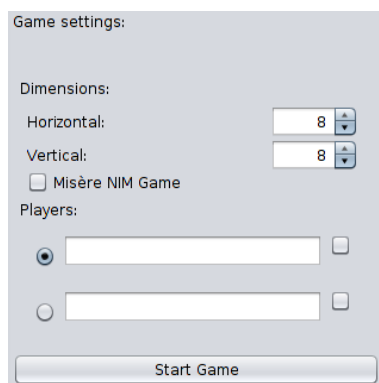 Game settings:
Dimensions:
Horizontal: 8
Vertical: 8
Misère NIM Game
Players:
Start Game